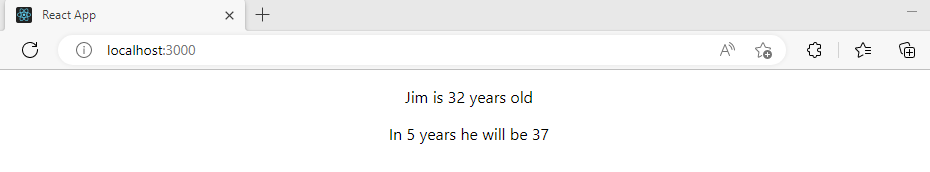 React App
localhost:3000
Jim is 32 years old
In 5 years he will be 37